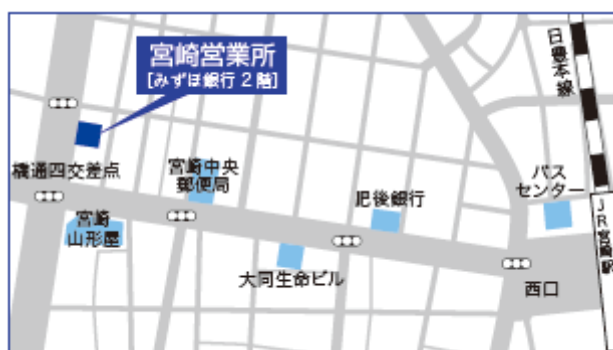 宮崎営業所
[みずほ銀行 2 階]
日豊本線
橘通四交差点
宮崎中央
郵便局
肥後銀行
バス
センター
宮崎
山形屋
大同生命ビル
西口
JR宮崎駅